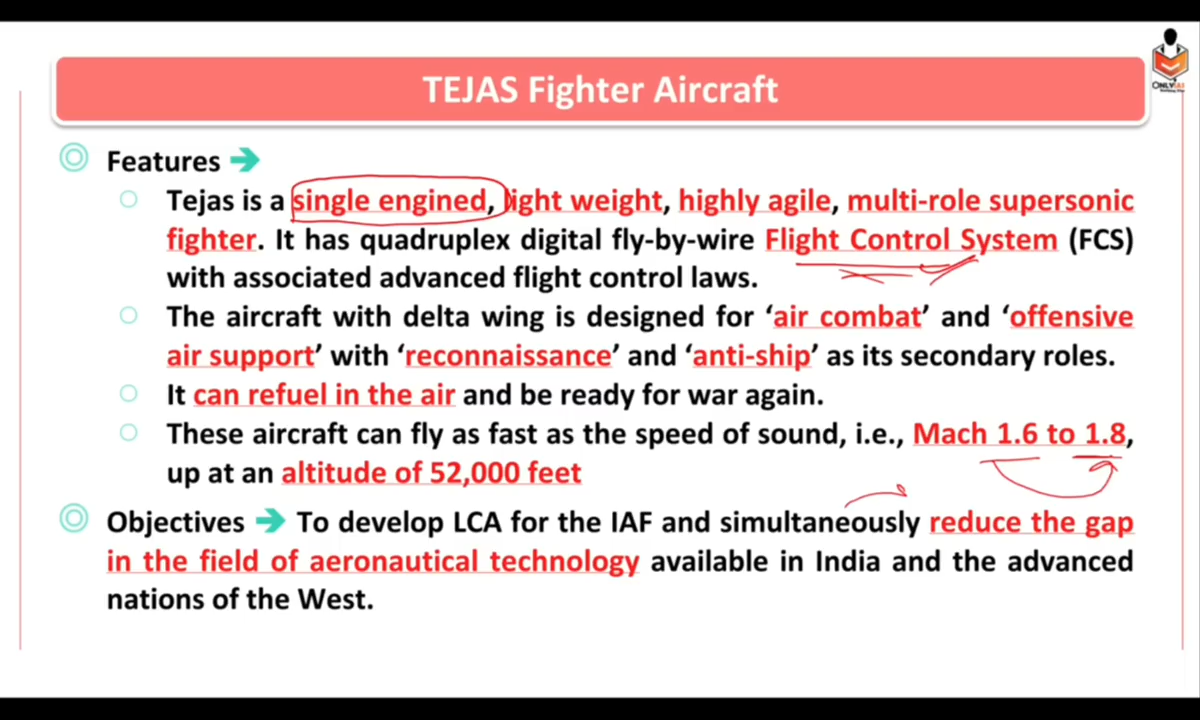 TEJAS Fighter Aircraft
ONLYIAS
Features
Tejas is a single engined, light weight, highly agile, multi-role supersonic
fighter. It has quadruplex digital fly-by-wire Flight Control System (FCS)
with associated advanced flight control laws.
The aircraft with delta wing is designed for ‘air combat’ and ‘offensive
air support’ with ‘reconnaissance’ and ‘anti-ship’ as its secondary roles.
It can refuel in the air and be ready for war again.
These aircraft can fly as fast as the speed of sound, i.e., Mach 1.6 to 1.8,
up at an altitude of 52,000 feet
Objectives To develop LCA for the IAF and simultaneously reduce the gap
in the field of aeronautical technology available in India and the advanced
nations of the West.